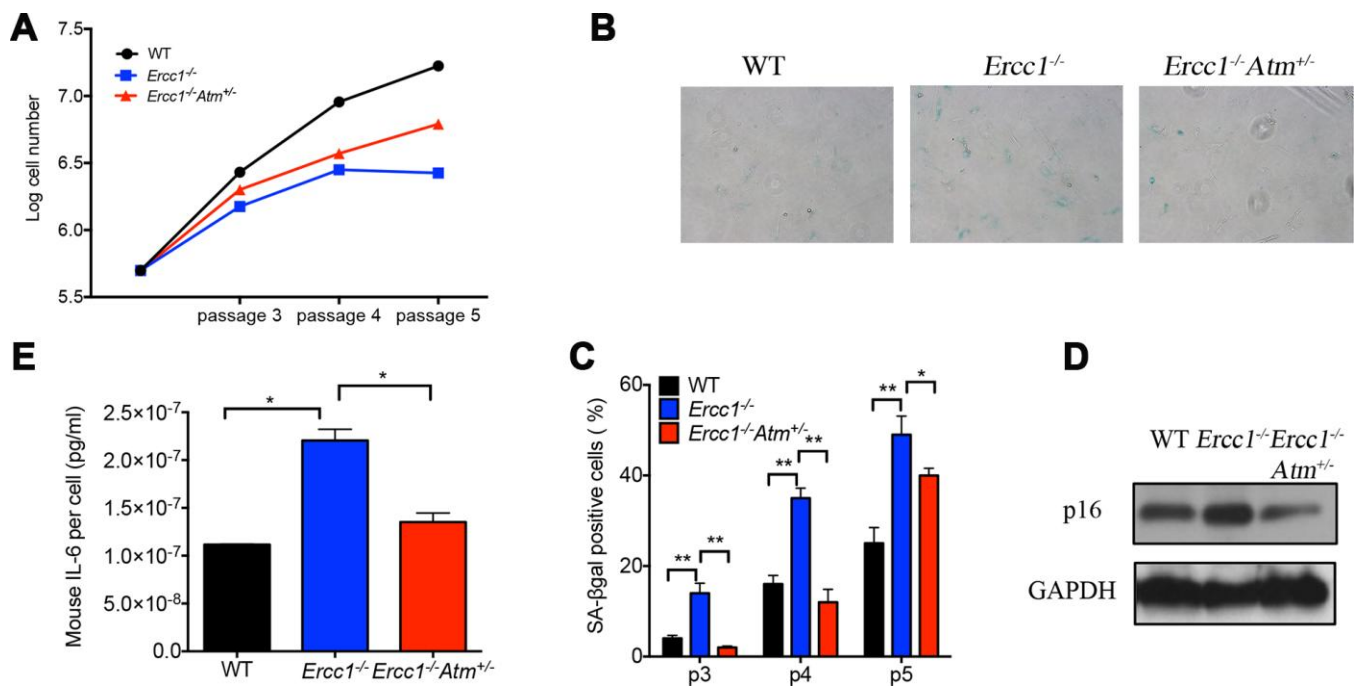 A
7.5
7.0
6.5
6.0
5.5
Log cell number
WT
Ercc1-/-
Ercc1-/-Atm+/-
passage 3 passage 4 passage 5
B
WT Ercc1-/- Ercc1-/-Atm+/-
E
Mouse IL-6 per cell (pg/ml)
2.5×10-7
2.0×10-7
1.5×10-7
1.0×10-7
5.0×10-8
0.0
* *
WT Ercc1-/- Ercc1-/-Atm+/-
C
SA-βgal positive cells ( %)
60
40
20
0
WT
Ercc1-/-
Ercc1-/-Atm+/-
** **
** **
** *
p3 p4 p5
D
WT Ercc1-/- Ercc1-/-
Atm+/-
p16
GAPDH